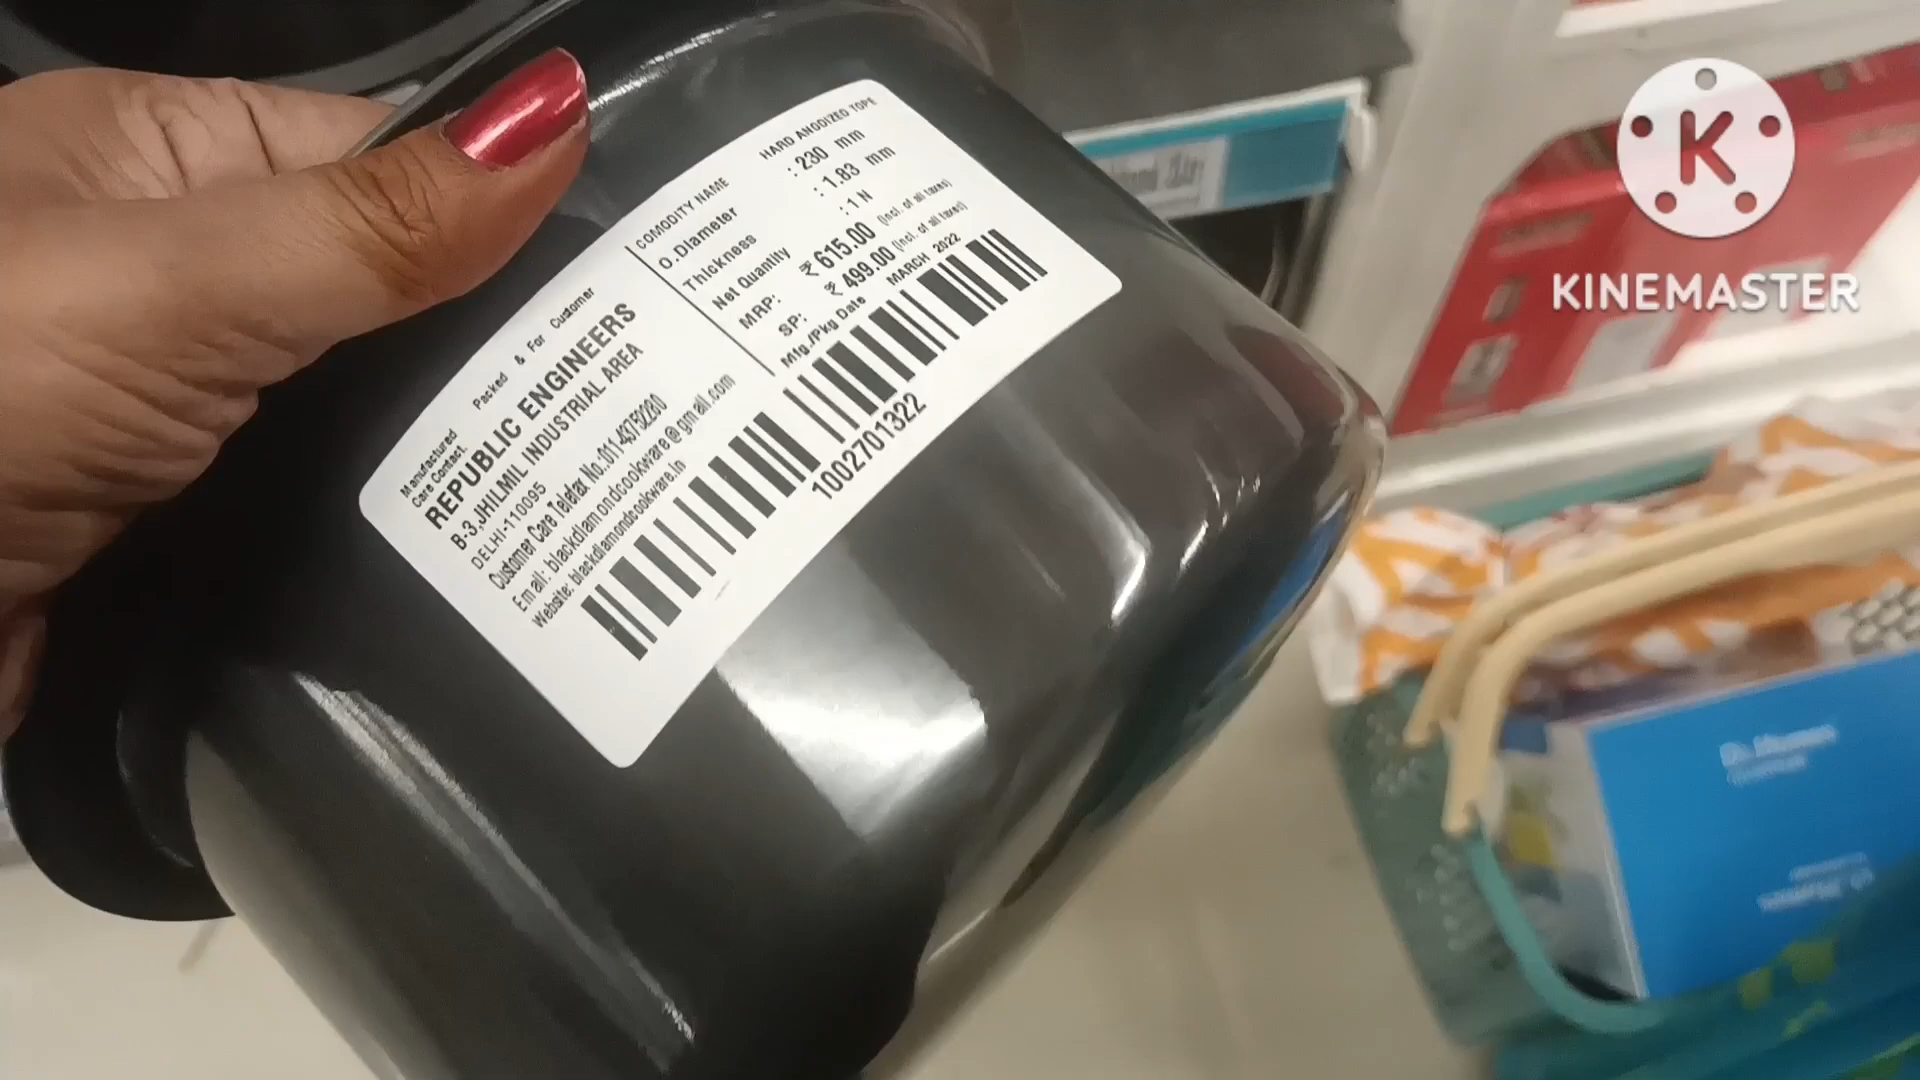 COMODITY NAME HARD ANODIZED TOPE
O.Diameter : 230 mm
Thickness : 1.83 mm
Net Quantity : 1 N
MRP: ₹ 615.00 (incl. of all taxes)
SP: ₹ 499.00 (incl. of all taxes)
Mfg./Pkg Date MARCH 2022
Manufactured Packed & For Customer
Care Contact.
REPUBLIC ENGINEERS
B-3,JHILMIL INDUSTRIAL AREA
DELHI-110095
Customer Care Telefax No.:011-43752280
Email: blackdiamondcookware@gmail.com
Website: blackdiamondcookware.in
1002701322
K
KINEMASTER